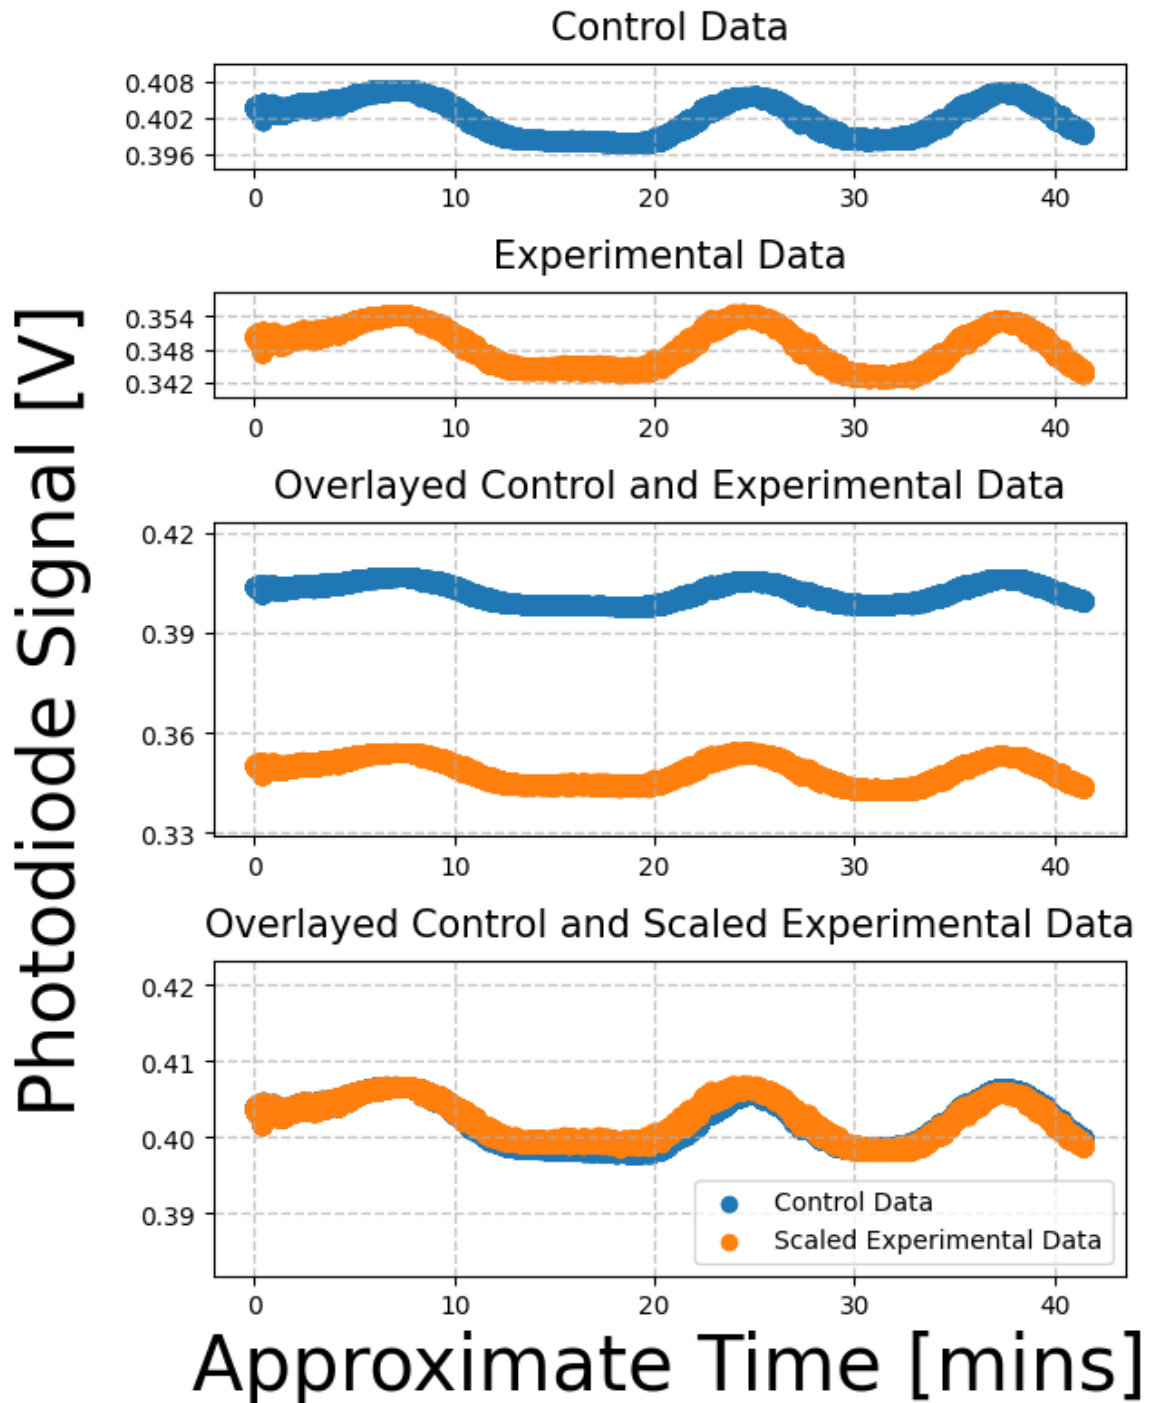 Control Data
0.408
0.402
0.396
0 10 20 30 40
Experimental Data
0.354
0.348
0.342
0 10 20 30 40
Photodiode Signal [V]
Overlayed Control and Experimental Data
0.42
0.39
0.36
0.33
0 10 20 30 40
Overlayed Control and Scaled Experimental Data
0.42
0.41
0.40
0.39
Control Data
Scaled Experimental Data
0 10 20 30 40
Approximate Time [mins]